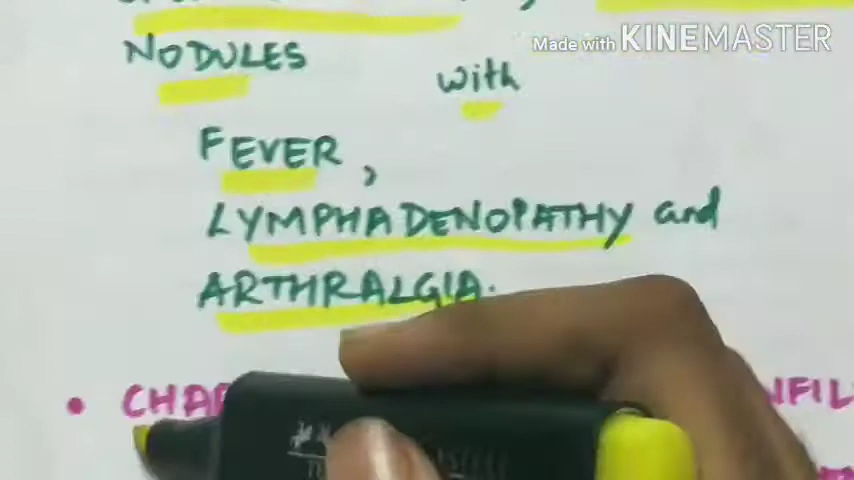 Made with KINEMASTER
NODULES with
FEVER,
LYMPHADENOPATHY and
ARTHRALGIA.